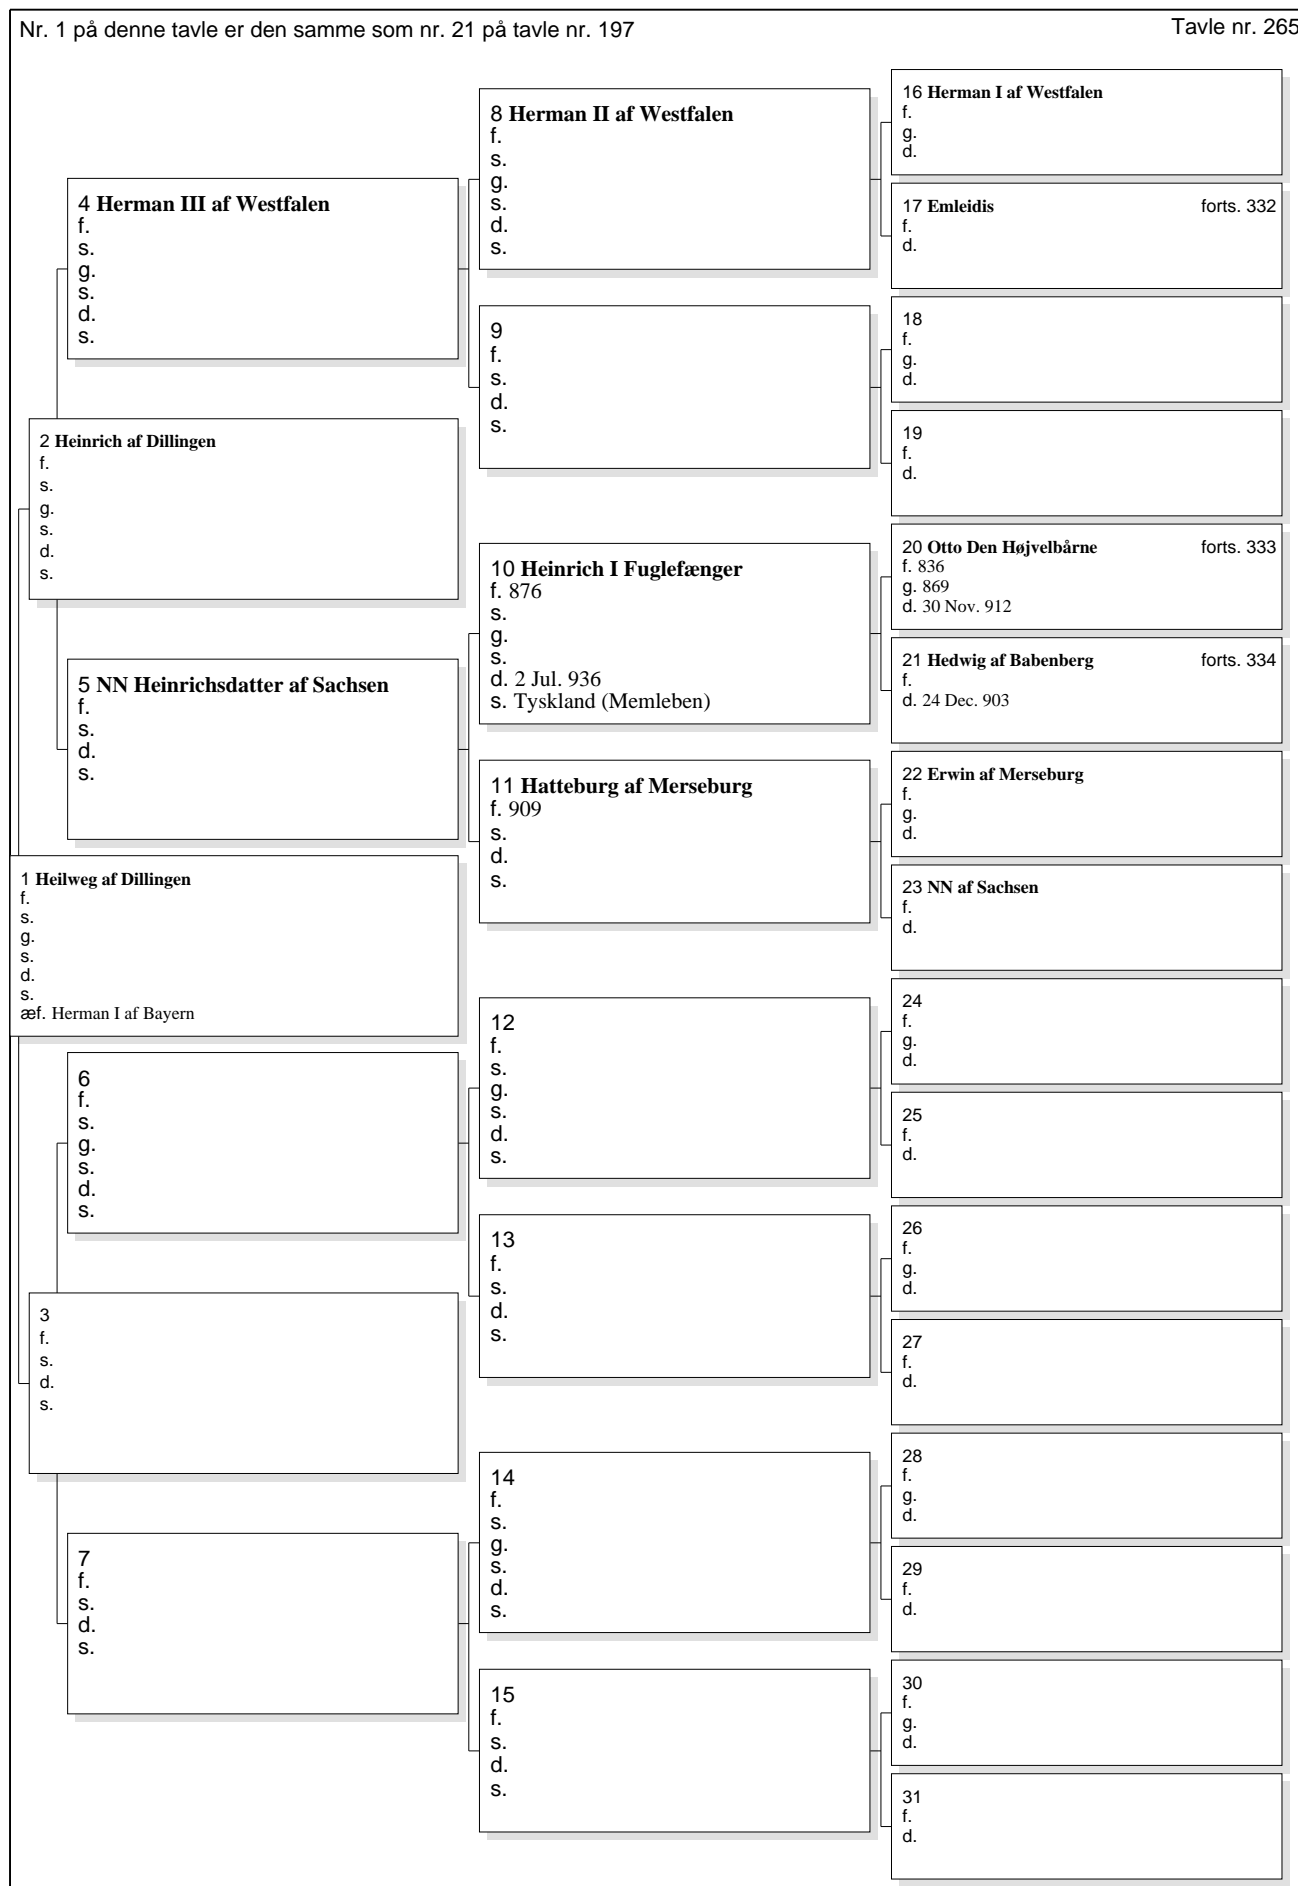 Nr. 1 på denne tavle er den samme som nr. 21 på tavle nr. 197
Tavle nr. 265
16 Herman I af Westfalen
f.
g.
d.
8 Herman II af Westfalen
f.
s.
g.
s.
d.
s.
4 Herman III af Westfalen
f.
s.
g.
s.
d.
s.
17 Emleidis forts. 332
f.
d.
18
f.
g.
d.
9
f.
s.
d.
s.
19
f.
d.
2 Heinrich af Dillingen
f.
s.
g.
s.
d.
s.
20 Otto Den Højvelbårne forts. 333
f. 836
g. 869
d. 30 Nov. 912
10 Heinrich I Fuglefænger
f. 876
s.
g.
s.
d. 2 Jul. 936
s. Tyskland (Memleben)
21 Hedwig af Babenberg forts. 334
f.
d. 24 Dec. 903
5 NN Heinrichsdatter af Sachsen
f.
s.
d.
s.
22 Erwin af Merseburg
f.
g.
d.
11 Hatteburg af Merseburg
f. 909
s.
d.
s.
23 NN af Sachsen
f.
d.
1 Heilweg af Dillingen
f.
s.
g.
s.
d.
s.
æf. Herman I af Bayern
24
f.
g.
d.
12
f.
s.
g.
s.
d.
s.
6
f.
s.
g.
s.
d.
s.
25
f.
d.
26
f.
g.
d.
13
f.
s.
d.
s.
3
f.
s.
d.
s.
27
f.
d.
28
f.
g.
d.
14
f.
s.
g.
s.
d.
s.
7
f.
s.
d.
s.
29
f.
d.
30
f.
g.
d.
15
f.
s.
d.
s.
31
f.
d.